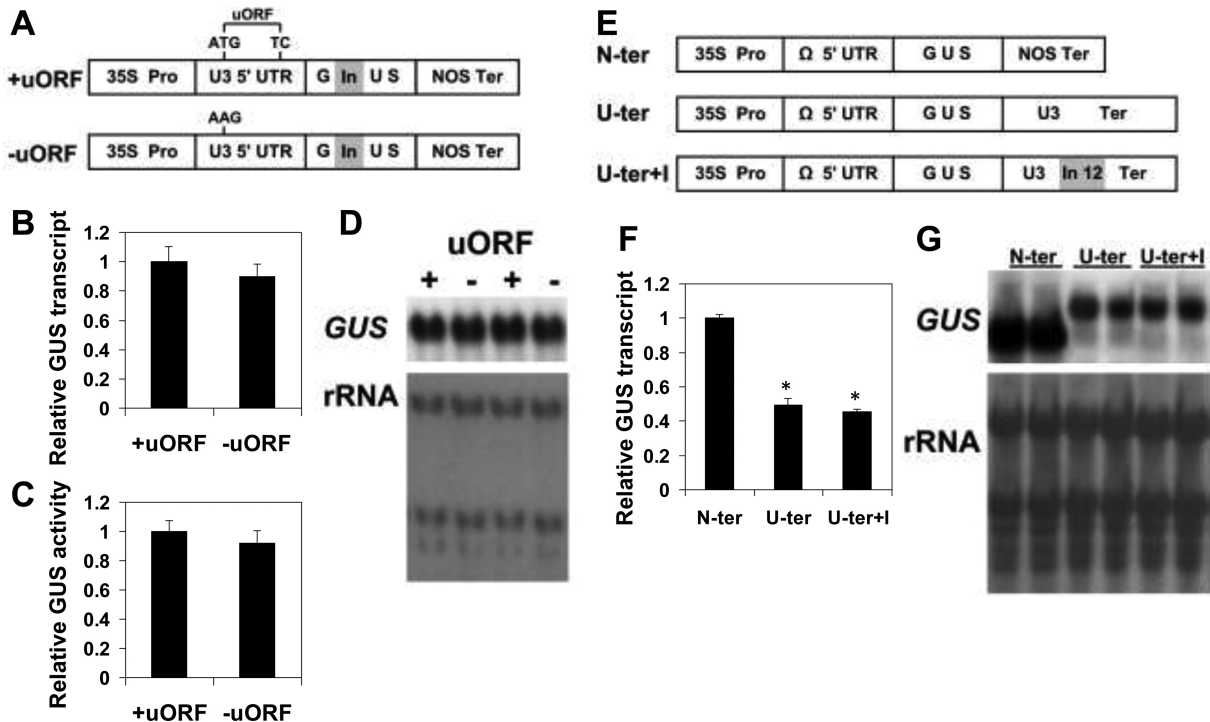 A
uORF
ATG TC
+uORF 35S Pro U3 5' UTR G In U S NOS Ter
AAG
-uORF 35S Pro U3 5' UTR G In U S NOS Ter
B
Relative GUS transcript
1.2
1
0.8
0.6
0.4
0.2
0
+uORF -uORF
C
Relative GUS activity
1.2
1
0.8
0.6
0.4
0.2
0
+uORF -uORF
D
uORF
+ - + -
GUS
rRNA
E
N-ter 35S Pro Ω 5' UTR G U S NOS Ter
U-ter 35S Pro Ω 5' UTR G U S U3 Ter
U-ter+I 35S Pro Ω 5' UTR G U S U3 In 12 Ter
F
Relative GUS transcript
1.2
1
0.8
0.6
0.4
0.2
0
* *
N-ter U-ter U-ter+I
G
N-ter U-ter U-ter+I
GUS
rRNA